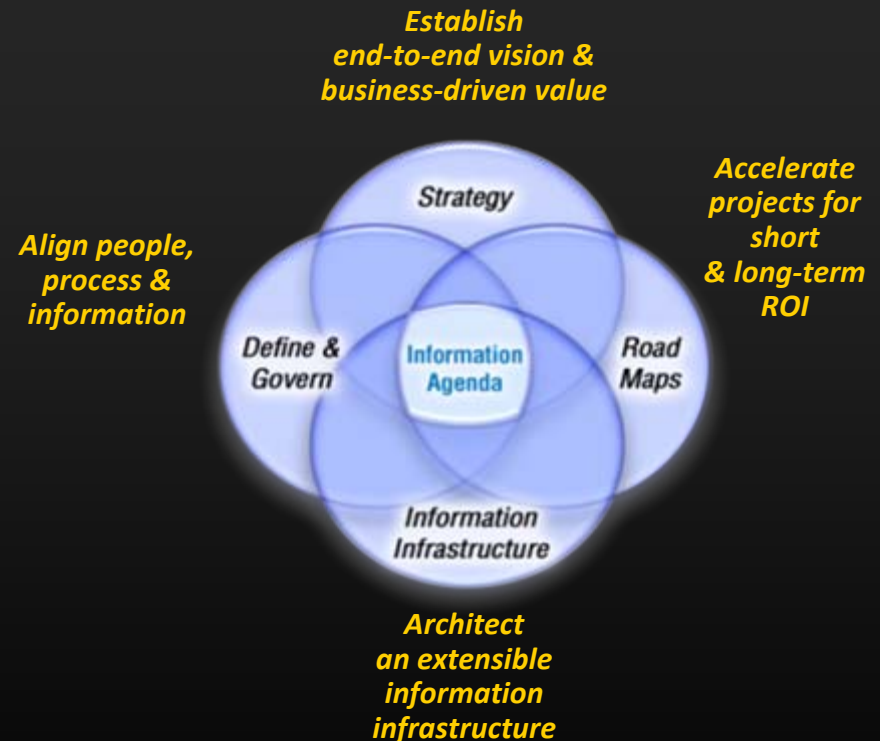 Establish
end-to-end vision &
business-driven value
Strategy
Accelerate
projects for
short
& long-term
ROI
Align people,
process &
information
Define &
Govern
Information
Agenda
Road
Maps
Information
Infrastructure
Architect
an extensible
information
infrastructure